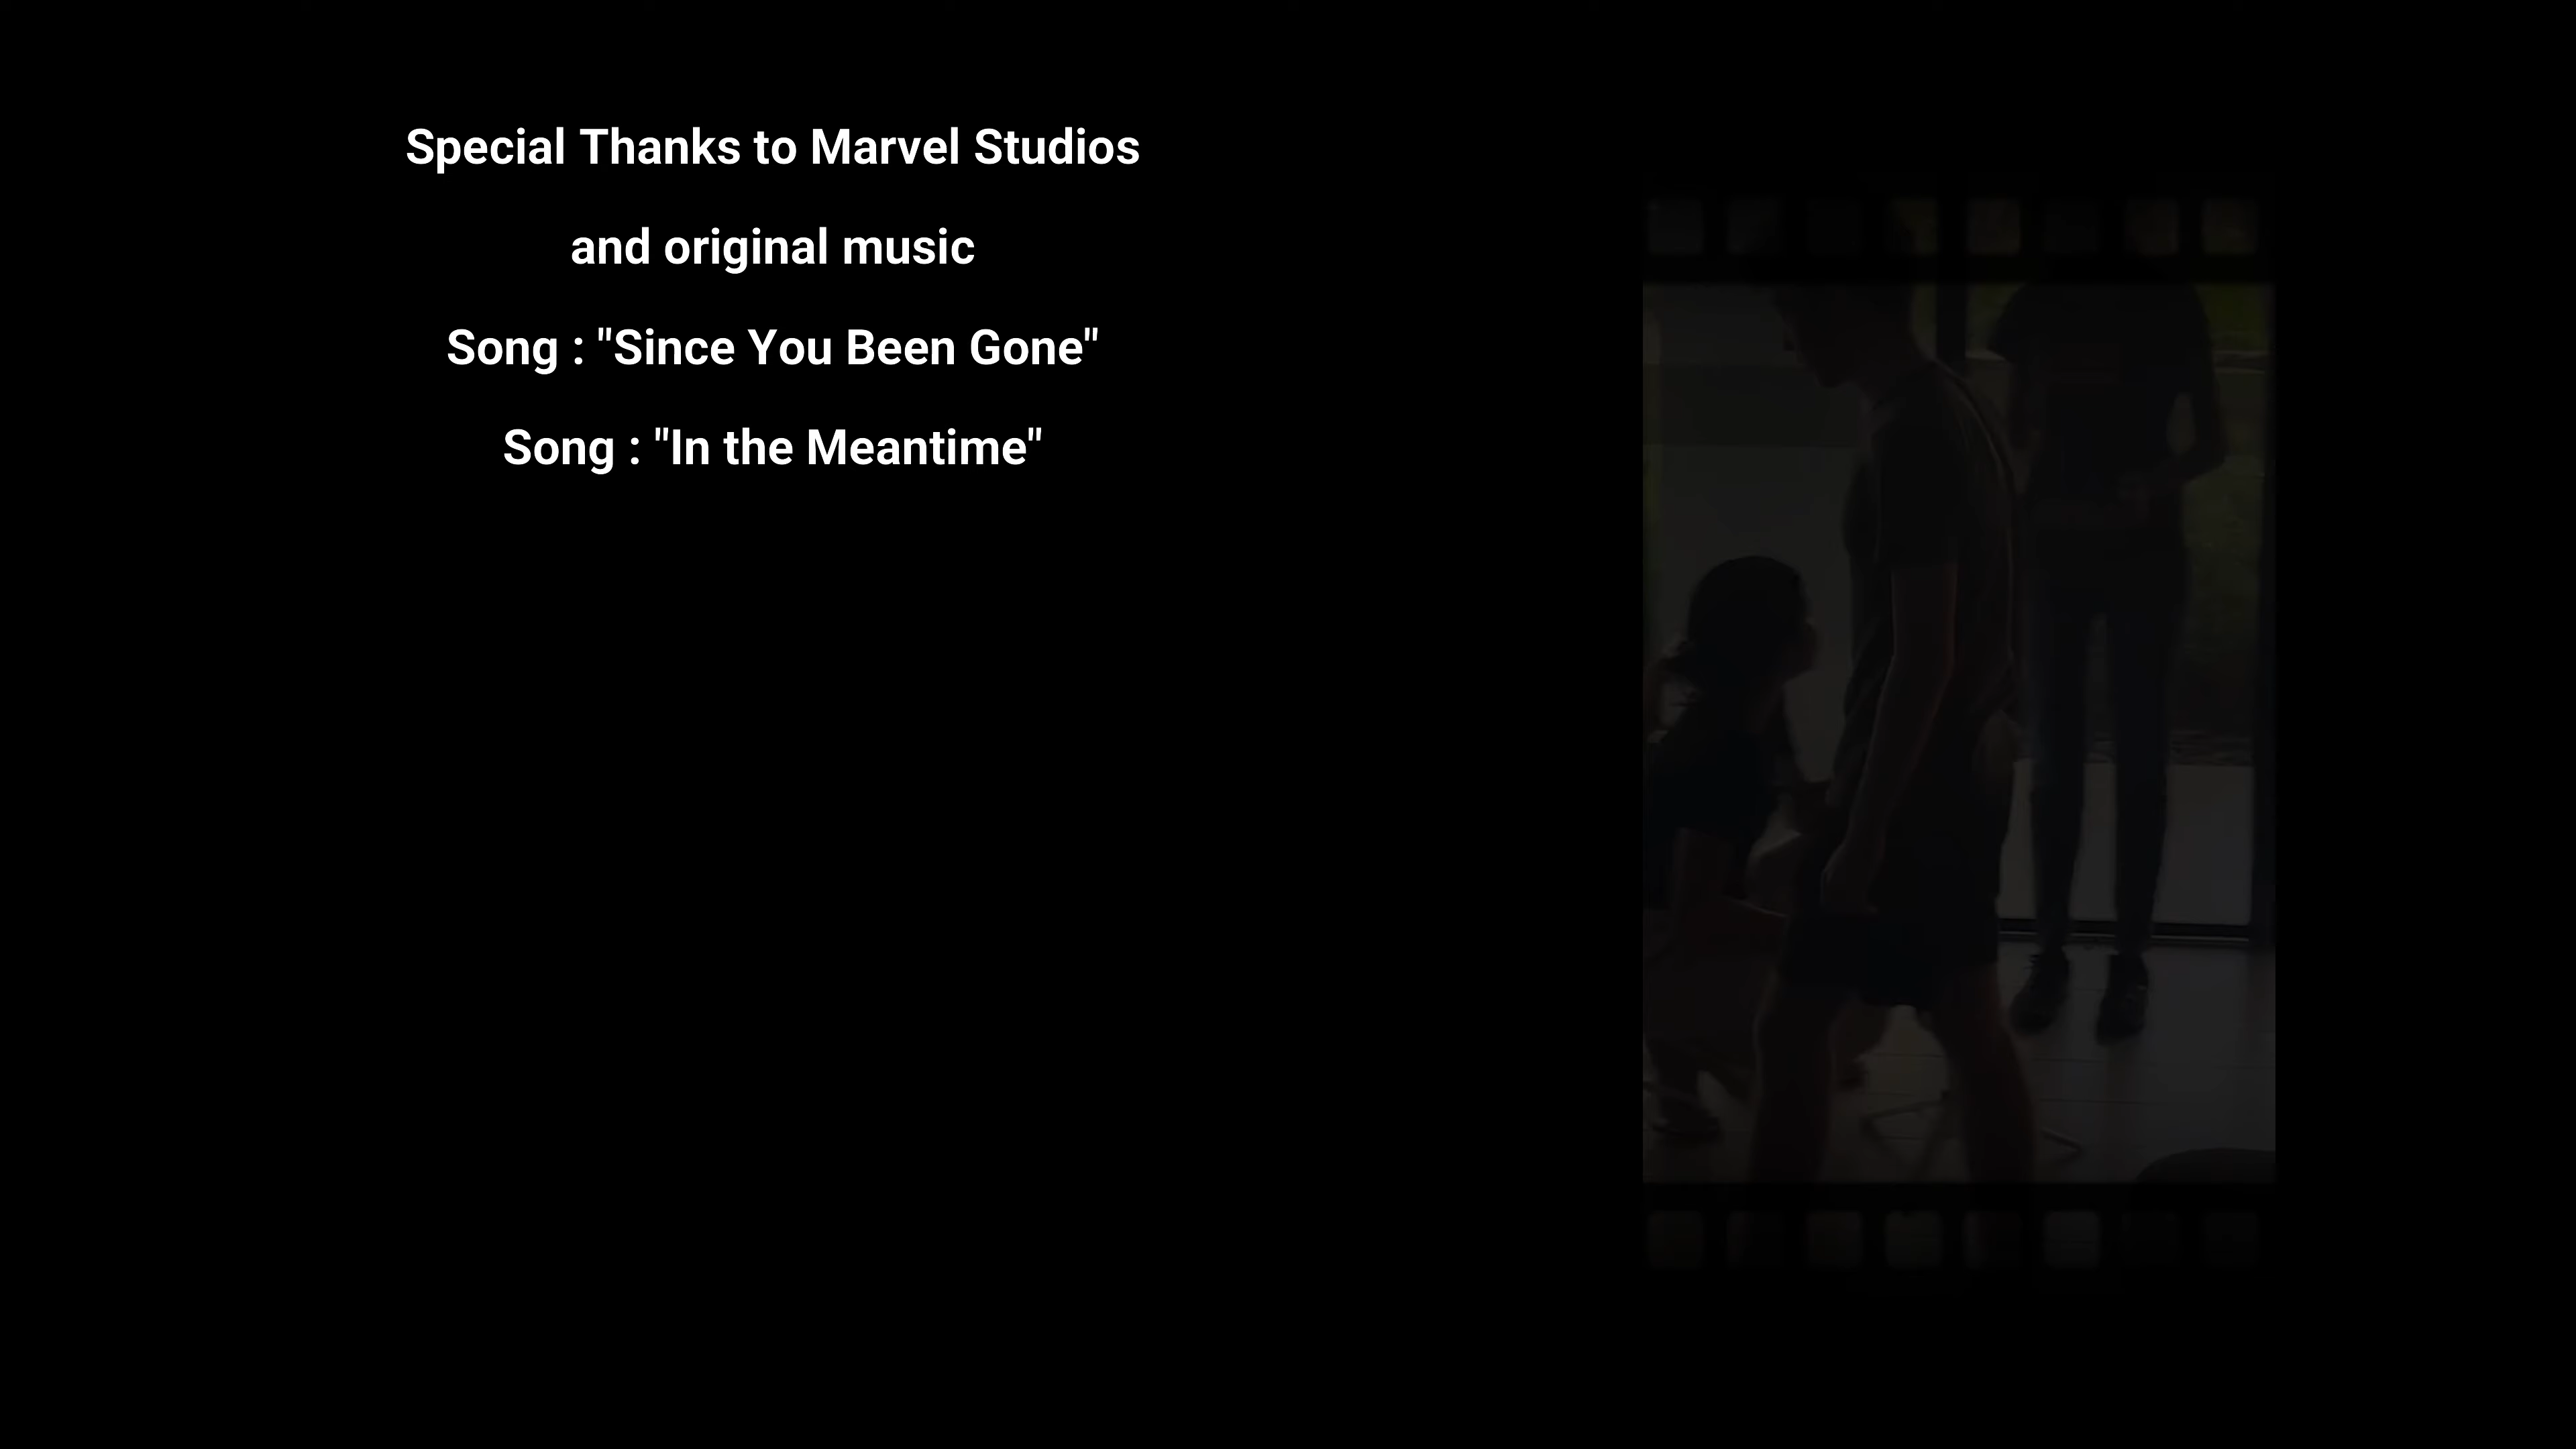 Special Thanks to Marvel Studios
and original music
Song : "Since You Been Gone"
Song : "In the Meantime"